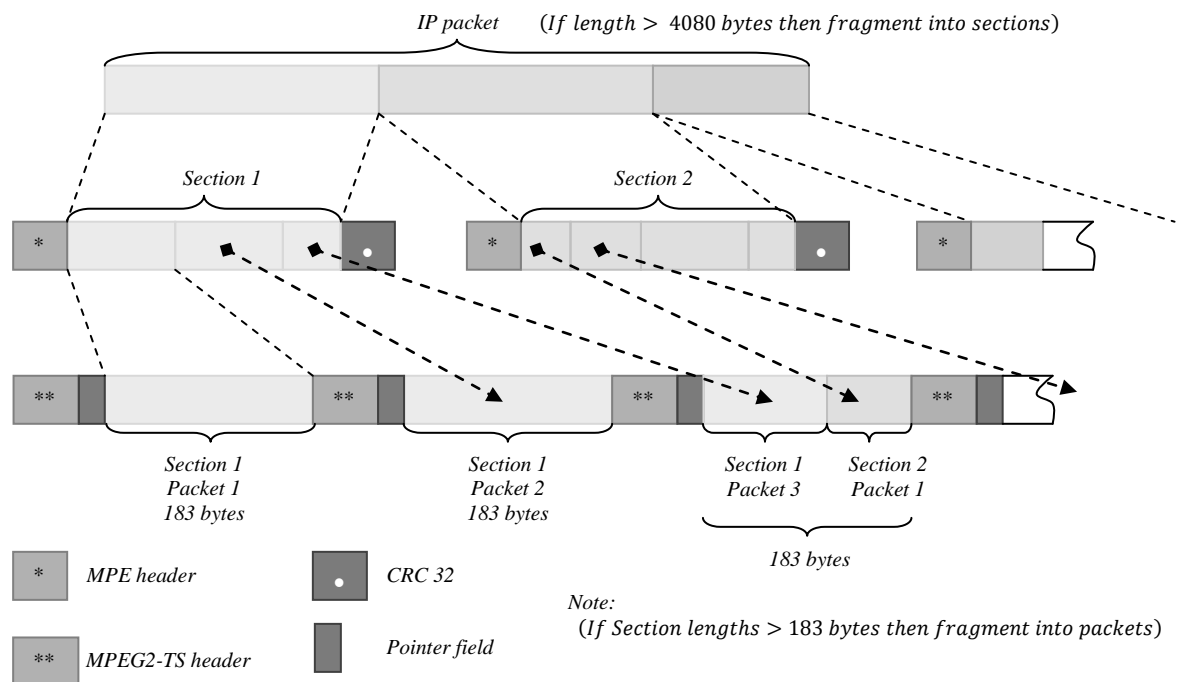 IP packet (If length > 4080 bytes then fragment into sections)
Section 1
Section 2
* * *
** ** ** **
Section 1
Packet 1
183 bytes
Section 1
Packet 2
183 bytes
Section 1
Packet 3
Section 2
Packet 1
183 bytes
* MPE header
CRC 32
** MPEG2-TS header
Pointer field
Note:
(If Section lengths > 183 bytes then fragment into packets)